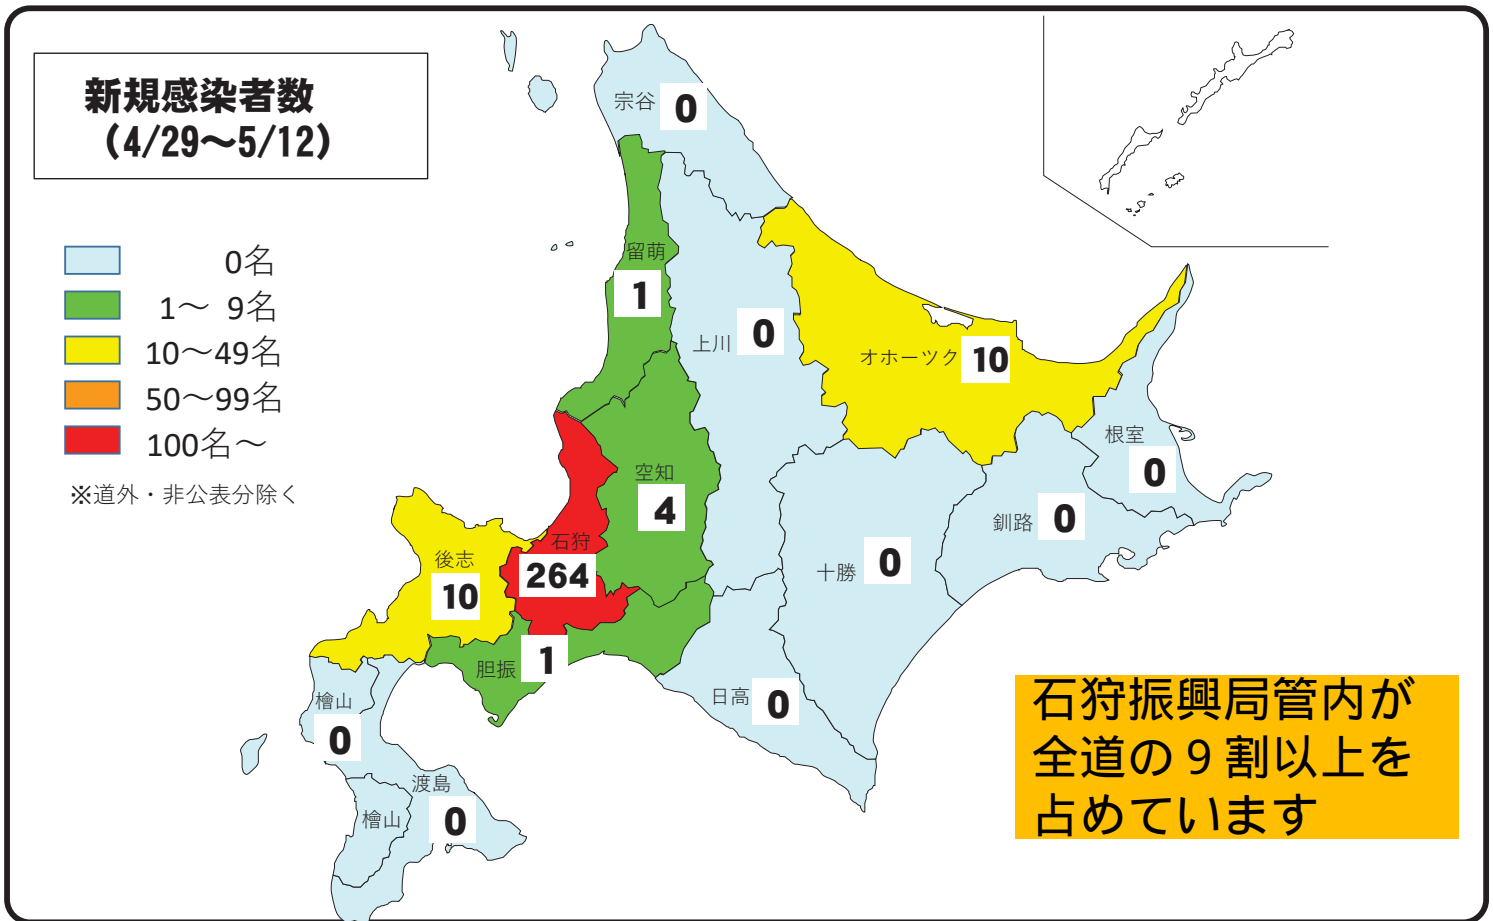 新規感染者数
(4/29～5/12)
0名
1～ 9名
10～49名
50～99名
100名～
※道外・非公表分除く
宗谷 0
留萌
1
上川 0
オホーツク 10
根室
0
釧路 0
空知
4
石狩
264
後志
10
十勝 0
胆振 1
日高 0
檜山
0
渡島
0
檜山
石狩振興局管内が
全道の９割以上を
占めています